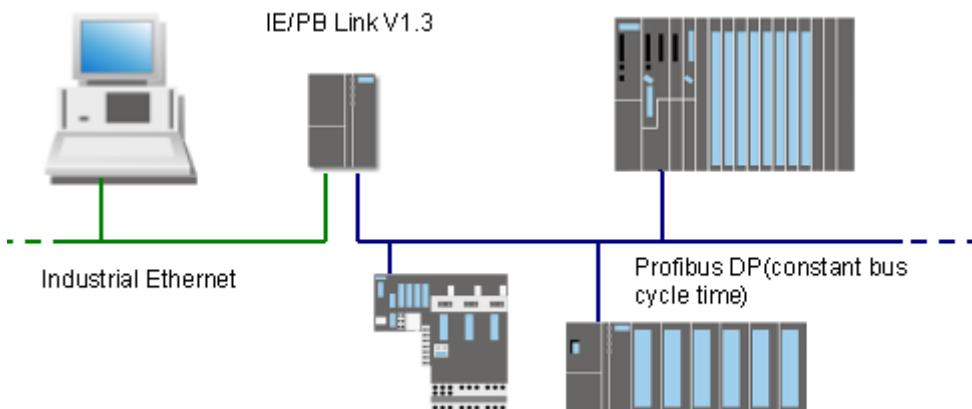 IE/PB Link V1.3
Industrial Ethernet
Profibus DP(constant bus
cycle time)